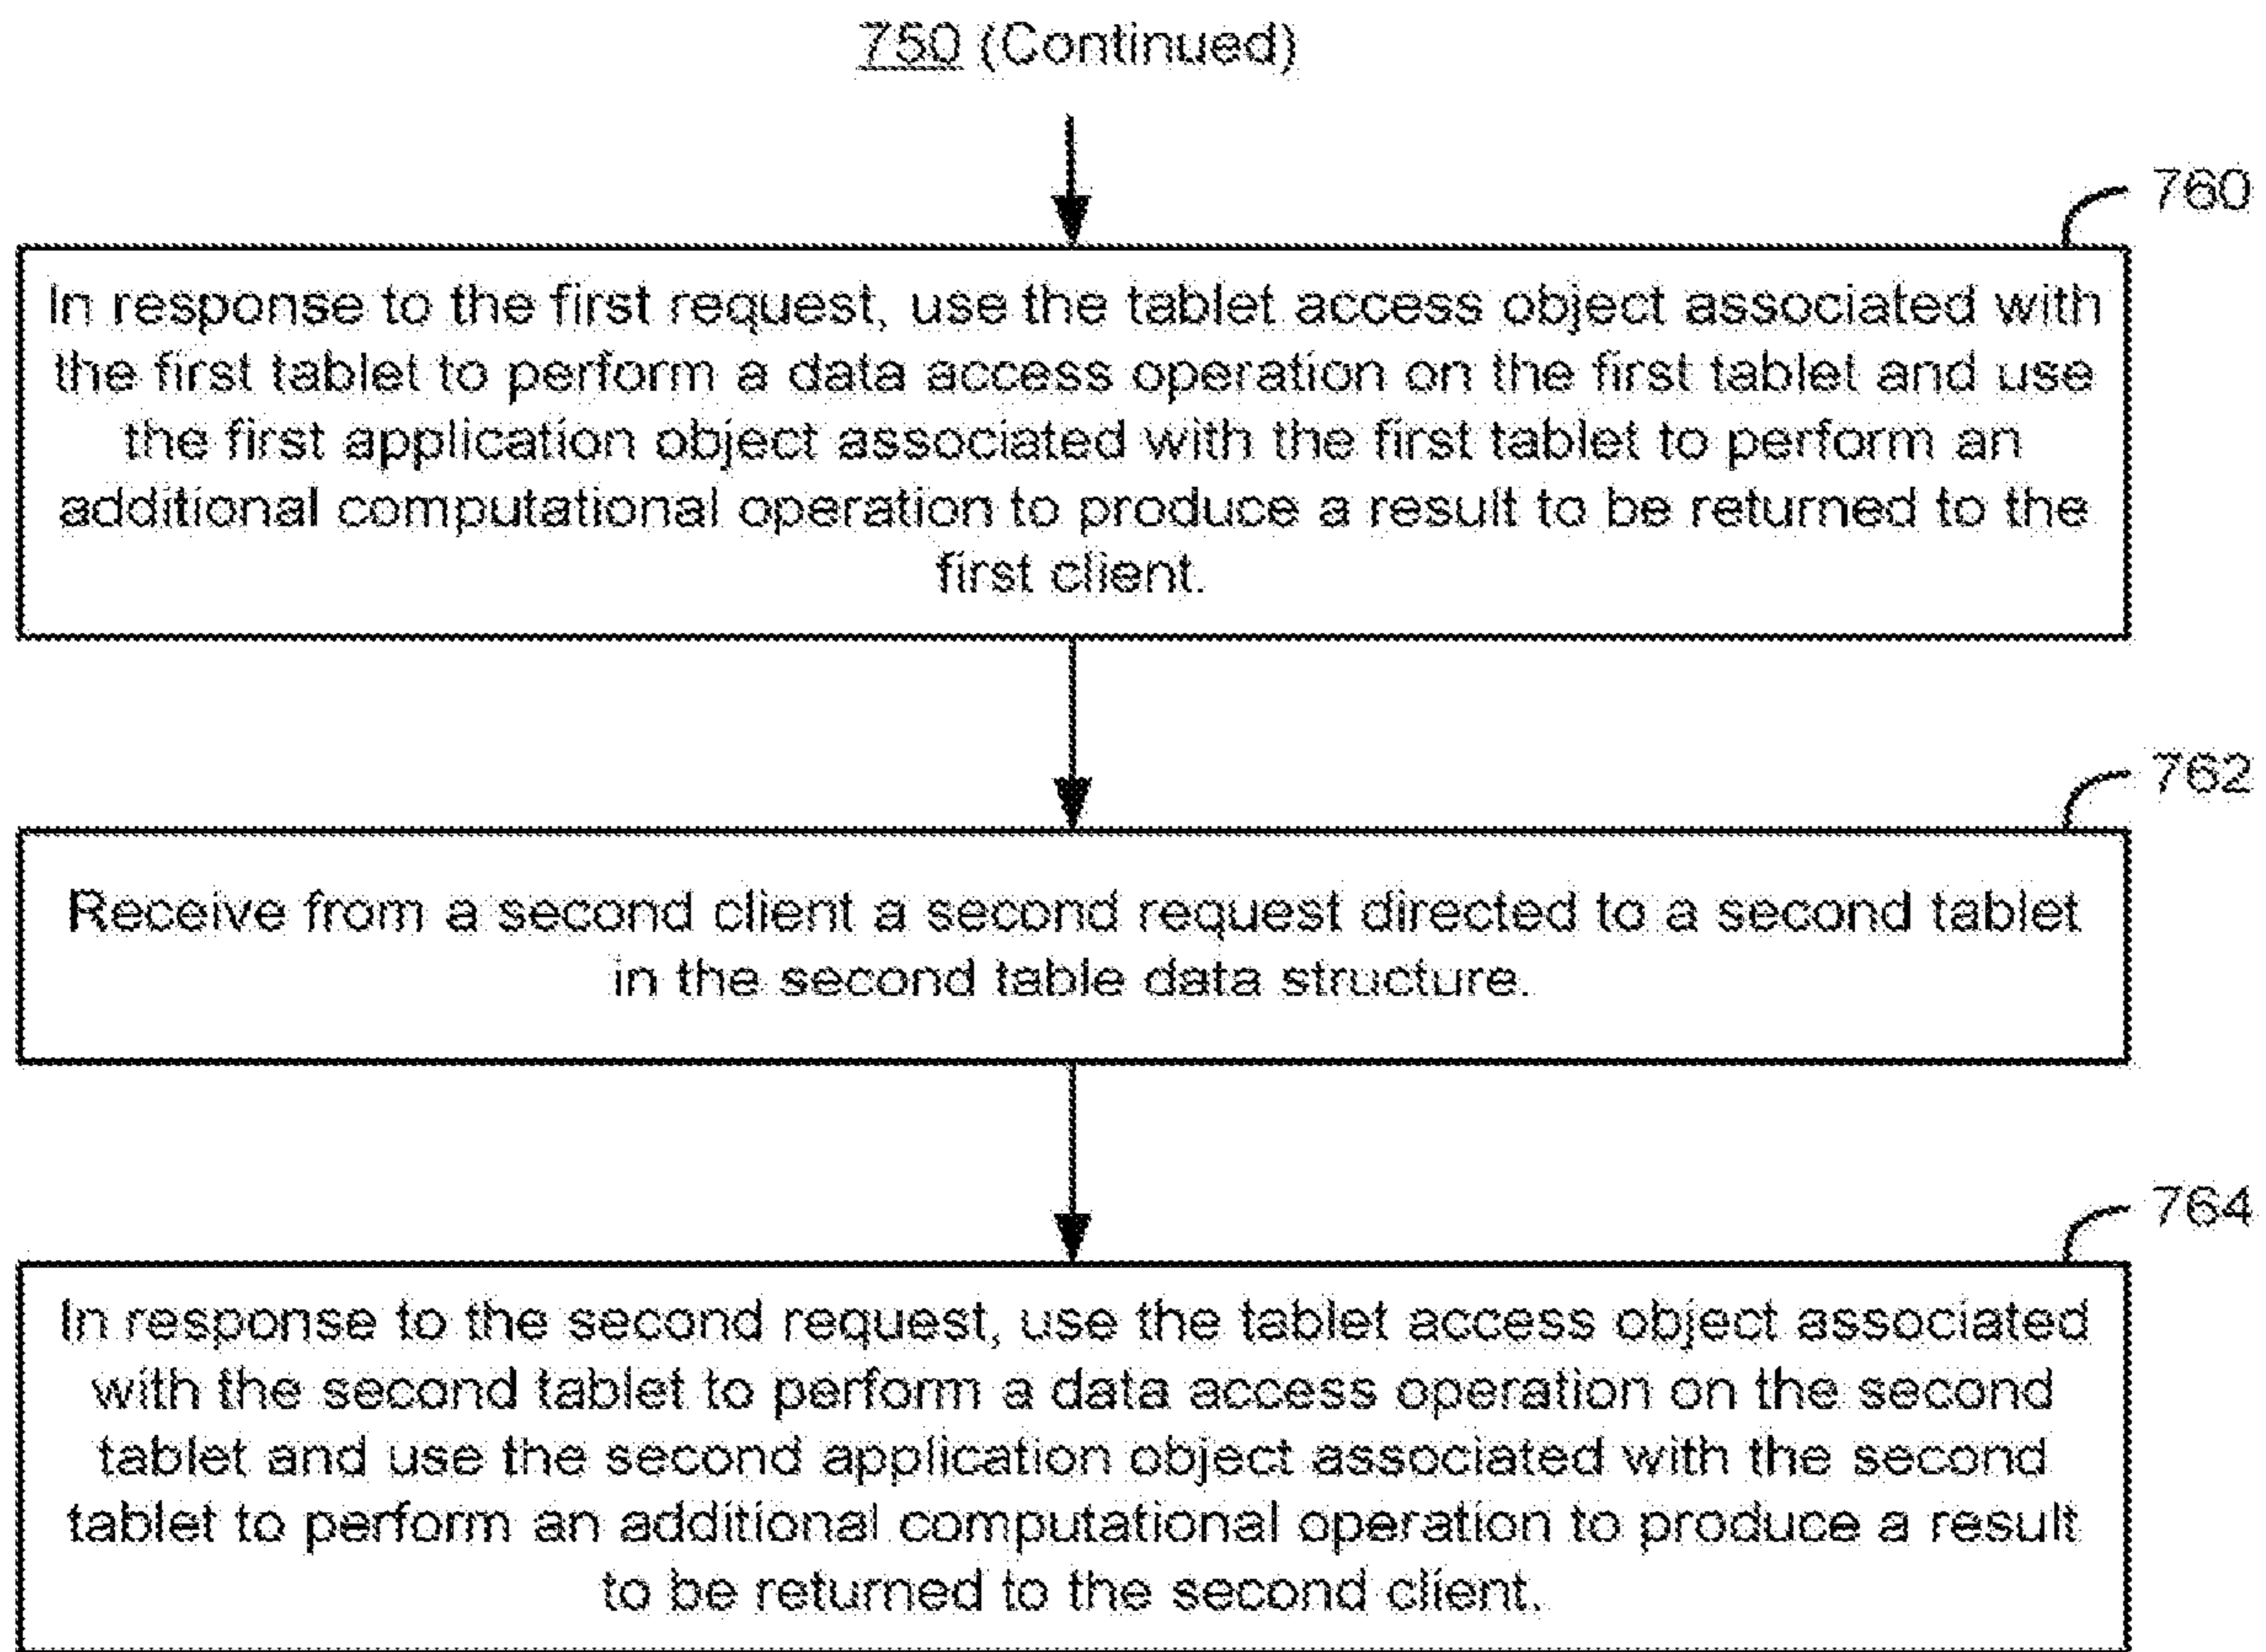 750 (Continued)
760
In response to the first request, use the tablet access object associated with
the first tablet to perform a data access operation on the first tablet and use
the first application object associated with the first tablet to perform an
additional computational operation to produce a result to be returned to the
first client.
762
Receive from a second client a second request directed to a second tablet
in the second table data structure.
764
In response to the second request, use the tablet access object associated
with the second tablet to perform a data access operation on the second
tablet and use the second application object associated with the second
tablet to perform an additional computational operation to produce a result
to be returned to the second client.